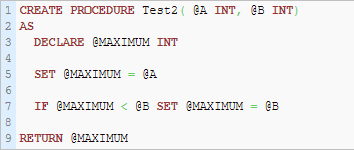 1 CREATE PROCEDURE Test2( @A INT, @B INT)
2 AS
3 DECLARE @MAXIMUM INT
4
5 SET @MAXIMUM = @A
6
7 IF @MAXIMUM < @B SET @MAXIMUM = @B
8
9 RETURN @MAXIMUM